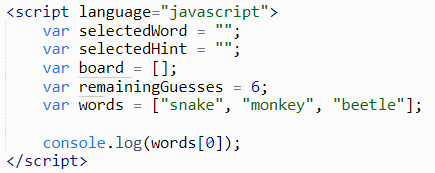 <script language="javascript">
var selectedWord = "";
var selectedHint = "";
var board = [];
var remainingGuesses = 6;
var words = ["snake", "monkey", "beetle"];
console.log(words[0]);
</script>